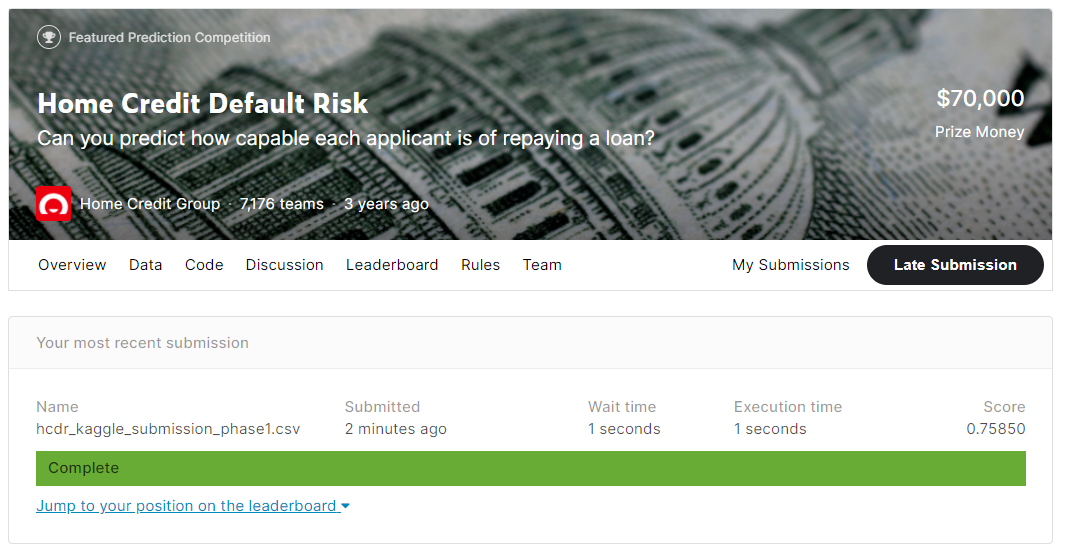 Featured Prediction Competition
Home Credit Default Risk
Can you predict how capable each applicant is of repaying a loan?
$70,000
Prize Money
Home Credit Group · 7,176 teams · 3 years ago
Overview Data Code Discussion Leaderboard Rules Team My Submissions Late Submission
Your most recent submission
Name Submitted Wait time Execution time Score
hcdr_kaggle_submission_phase1.csv 2 minutes ago 1 seconds 1 seconds 0.75850
Complete
Jump to your position on the leaderboard